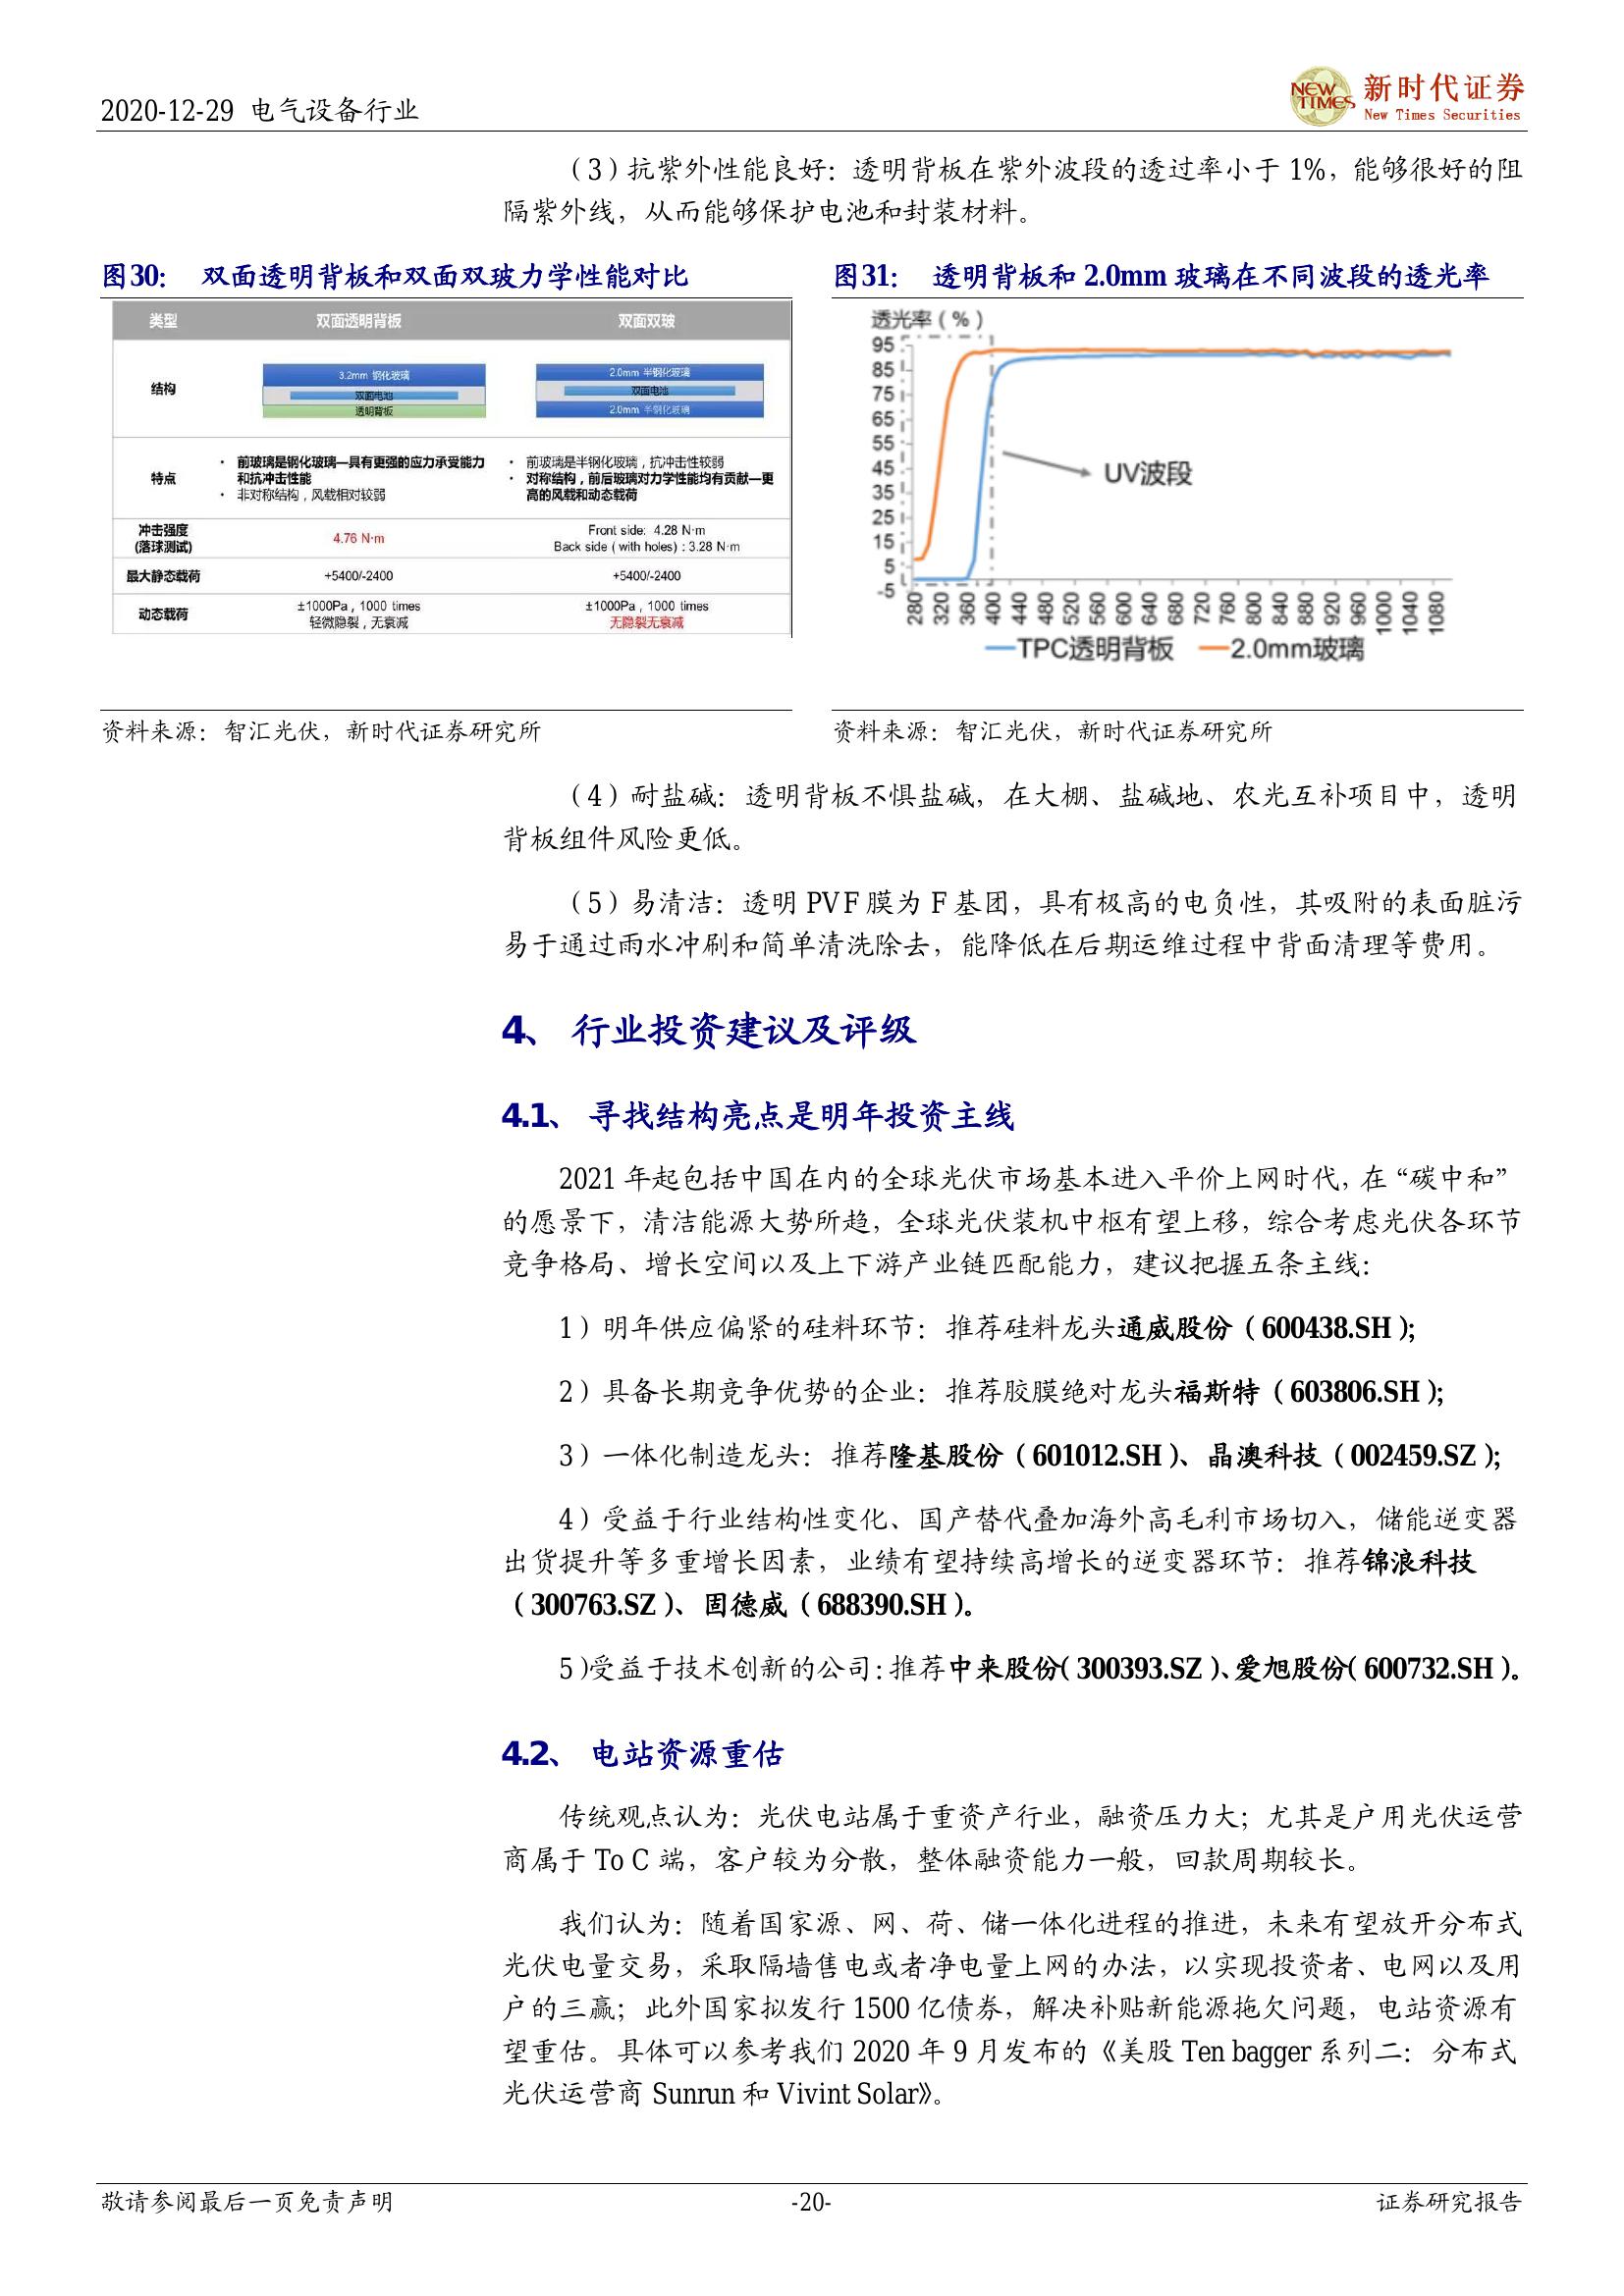 2020-12-29 电气设备行业
NEW TIMES
新时代证券
New Times Securities
（3）抗紫外性能良好：透明背板在紫外波段的透过率小于 1%，能够很好的阻
隔紫外线，从而能够保护电池和封装材料。
图30： 双面透明背板和双面双玻力学性能对比
类型 双面透明背板 双面双玻
结构
3.2mm 钢化玻璃
双面电池
透明背板
2.0mm 半钢化玻璃
双面电池
2.0mm 半钢化玻璃
特点
• 前玻璃是钢化玻璃—具有更强的应力承受能力
和抗冲击性能
• 非对称结构，风载相对较弱
• 前玻璃是半钢化玻璃，抗冲击性较弱
• 对称结构，前后玻璃对力学性能均有贡献—更
高的风载和动态载荷
冲击强度
(落球测试)
4.76 N·m
Front side: 4.28 N·m
Back side ( with holes) : 3.28 N·m
最大静态载荷 +5400/-2400 +5400/-2400
动态载荷
±1000Pa , 1000 times
轻微隐裂，无衰减
±1000Pa , 1000 times
无隐裂无衰减
资料来源：智汇光伏，新时代证券研究所
图31： 透明背板和 2.0mm 玻璃在不同波段的透光率
透光率（%）
95
85
75
65
55
45
35
25
15
5
-5
UV波段
280 320 360 400 440 480 520 560 600 640 680 720 760 800 840 880 920 960 1000 1040 1080
TPC透明背板 2.0mm玻璃
资料来源：智汇光伏，新时代证券研究所
（4）耐盐碱：透明背板不惧盐碱，在大棚、盐碱地、农光互补项目中，透明
背板组件风险更低。
（5）易清洁：透明 PVF 膜为 F 基团，具有极高的电负性，其吸附的表面脏污
易于通过雨水冲刷和简单清洗除去，能降低在后期运维过程中背面清理等费用。
4、 行业投资建议及评级
4.1、 寻找结构亮点是明年投资主线
2021 年起包括中国在内的全球光伏市场基本进入平价上网时代，在 “碳中和”
的愿景下，清洁能源大势所趋，全球光伏装机中枢有望上移，综合考虑光伏各环节
竞争格局、增长空间以及上下游产业链匹配能力，建议把握五条主线：
1）明年供应偏紧的硅料环节：推荐硅料龙头通威股份（600438.SH）；
2）具备长期竞争优势的企业：推荐胶膜绝对龙头福斯特（603806.SH）；
3）一体化制造龙头：推荐隆基股份（601012.SH）、晶澳科技（002459.SZ）；
4）受益于行业结构性变化、国产替代叠加海外高毛利市场切入，储能逆变器
出货提升等多重增长因素，业绩有望持续高增长的逆变器环节：推荐锦浪科技
（300763.SZ）、固德威（688390.SH）。
5）受益于技术创新的公司：推荐中来股份（300393.SZ）、爱旭股份（600732.SH）。
4.2、 电站资源重估
传统观点认为：光伏电站属于重资产行业，融资压力大；尤其是户用光伏运营
商属于 To C 端，客户较为分散，整体融资能力一般，回款周期较长。
我们认为：随着国家源、网、荷、储一体化进程的推进，未来有望放开分布式
光伏电量交易，采取隔墙售电或者净电量上网的办法，以实现投资者、电网以及用
户的三赢；此外国家拟发行 1500 亿债券，解决补贴新能源拖欠问题，电站资源有
望重估。具体可以参考我们 2020 年 9 月发布的《美股 Ten bagger 系列二：分布式
光伏运营商 Sunrun 和 Vivint Solar》。
敬请参阅最后一页免责声明
-20-
证券研究报告